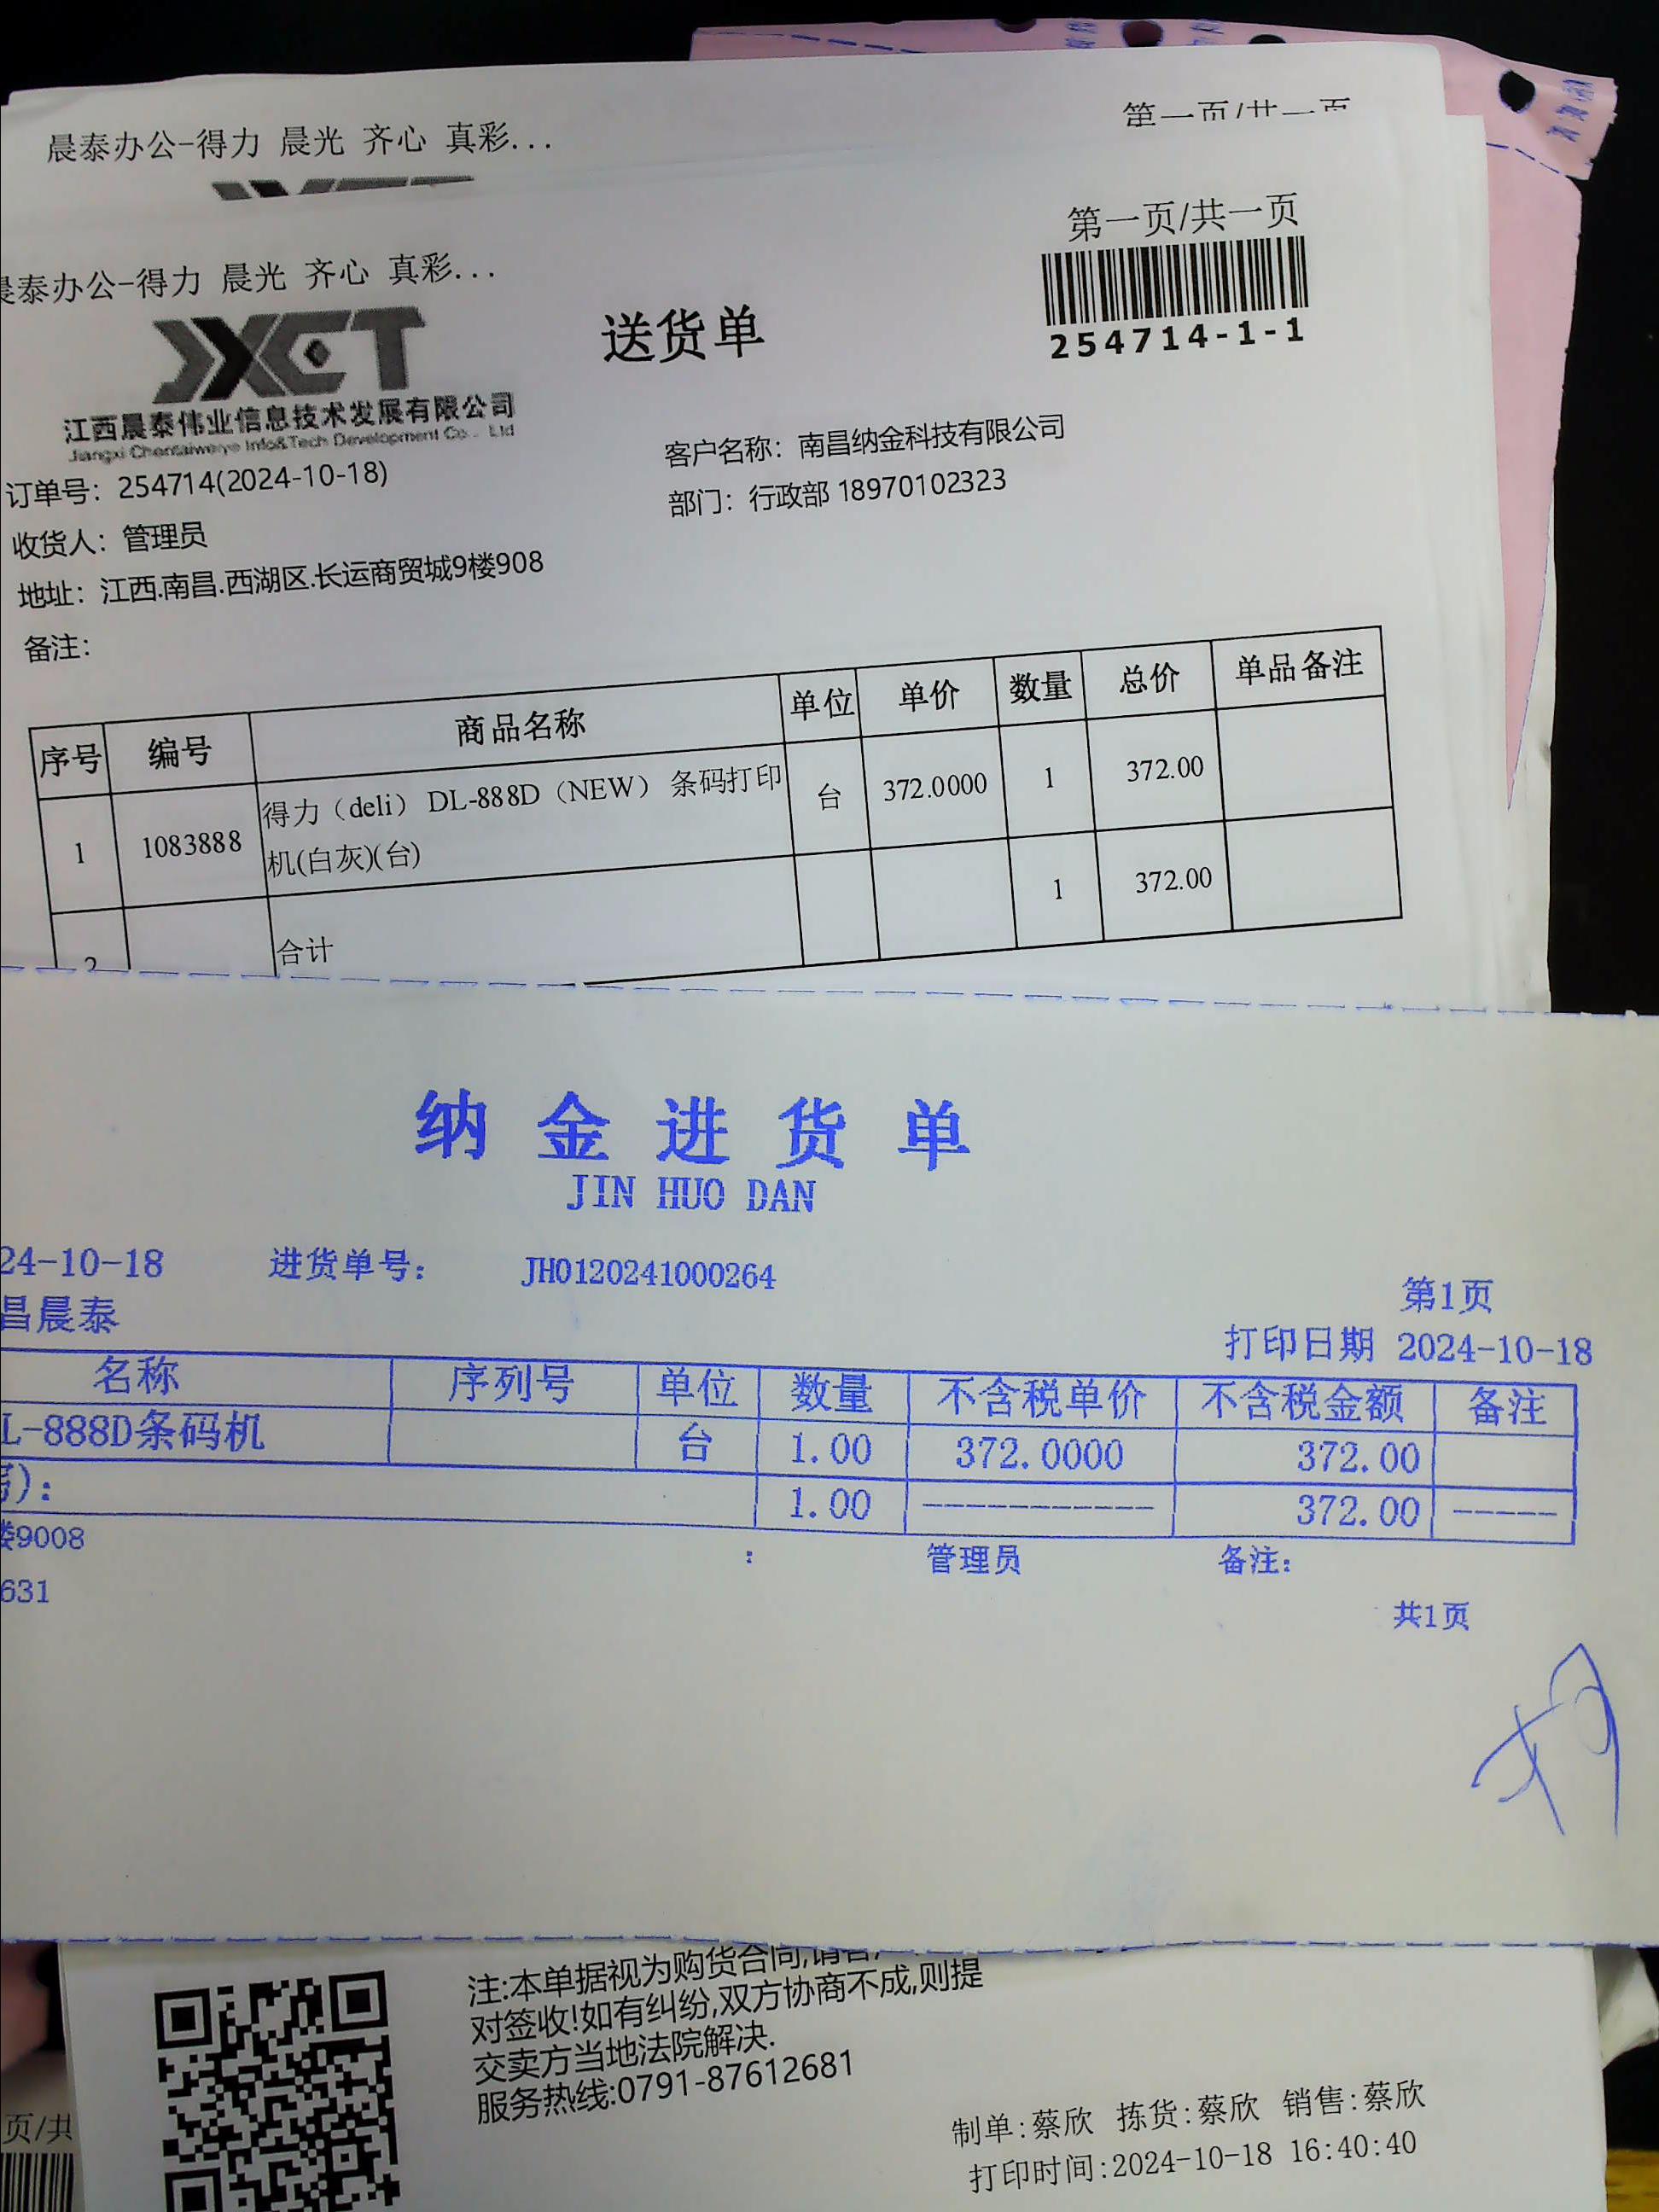 晨泰办公-得力 晨光 齐心 真彩...
第一页/共一页
第一页/共一页
晨泰办公-得力 晨光 齐心 真彩...
254714-1-1
送货单
JXCT
江西晨泰伟业信息技术发展有限公司
Jiangxi Chentaiweiye Info&Tech Development Co., Ltd
订单号：254714(2024-10-18)
客户名称：南昌纳金科技有限公司
收货人：管理员
部门：行政部 18970102323
地址：江西.南昌.西湖区.长运商贸城9楼908
备注：
序号 编号 商品名称 单位 单价 数量 总价 单品备注
1 1083888 得力（deli） DL-888D（NEW） 条码打印机(白灰)(台) 台 372.0000 1 372.00
2 合计 1 372.00
纳金进货单
JIN HUO DAN
24-10-18 进货单号： JH0120241000264
第1页
昌晨泰
打印日期 2024-10-18
名称 序列号 单位 数量 不含税单价 不含税金额 备注
L-888D条码机 台 1.00 372.0000 372.00
写)： 1.00 ----------- 372.00 -----
楼9008 ： 管理员 备注：
631
共1页
注:本单据视为购货合同,请
对签收!如有纠纷,双方协商不成,则提
交卖方当地法院解决.
服务热线:0791-87612681
制单:蔡欣 拣货:蔡欣 销售:蔡欣
打印时间:2024-10-18 16:40:40
页/共